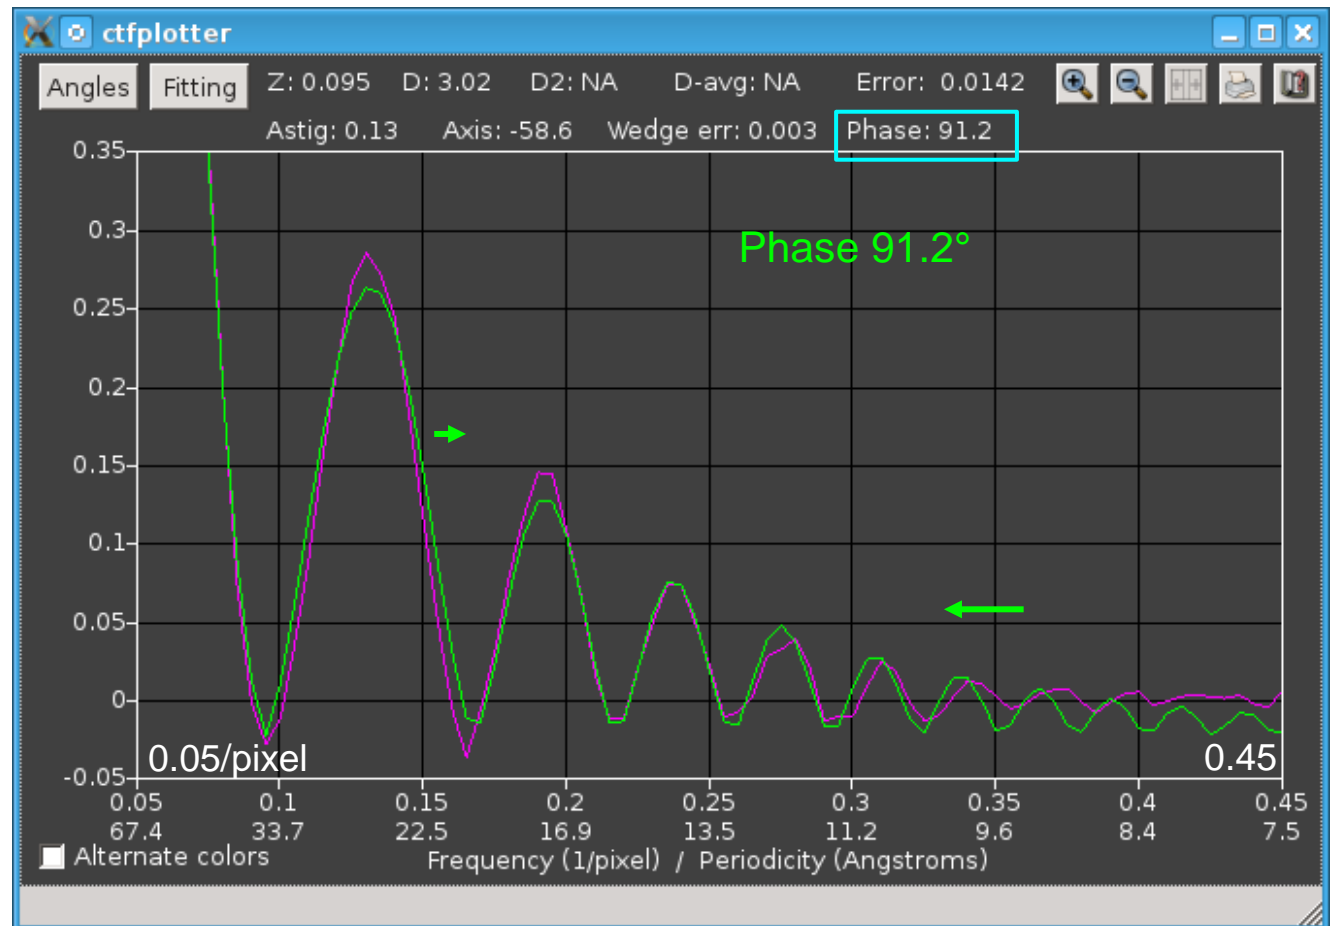 ctfplotter
Angles Fitting Z: 0.095 D: 3.02 D2: NA D-avg: NA Error: 0.0142
Astig: 0.13 Axis: -58.6 Wedge err: 0.003 Phase: 91.2
0.35
0.3
Phase 91.2°
0.25
0.2
0.15
0.1
0.05
0
-0.05
0.05/pixel 0.45
0.05 0.1 0.15 0.2 0.25 0.3 0.35 0.4 0.45
67.4 33.7 22.5 16.9 13.5 11.2 9.6 8.4 7.5
Alternate colors Frequency (1/pixel) / Periodicity (Angstroms)